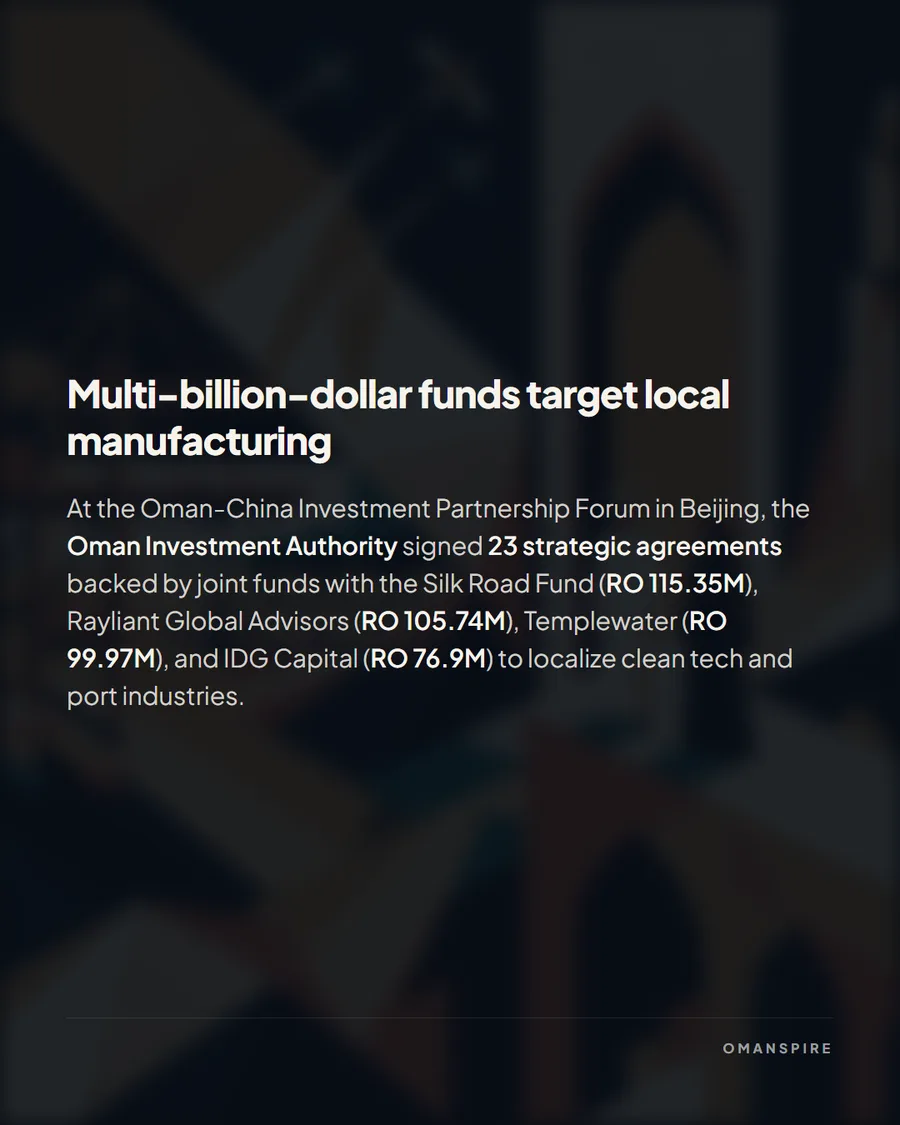 Multi-billion-dollar funds target local
manufacturing
At the Oman-China Investment Partnership Forum in Beijing, the
Oman Investment Authority signed 23 strategic agreements
backed by joint funds with the Silk Road Fund (RO 115.35M),
Rayliant Global Advisors (RO 105.74M), Templewater (RO
99.97M), and IDG Capital (RO 76.9M) to localize clean tech and
port industries.
OMANSPIRE